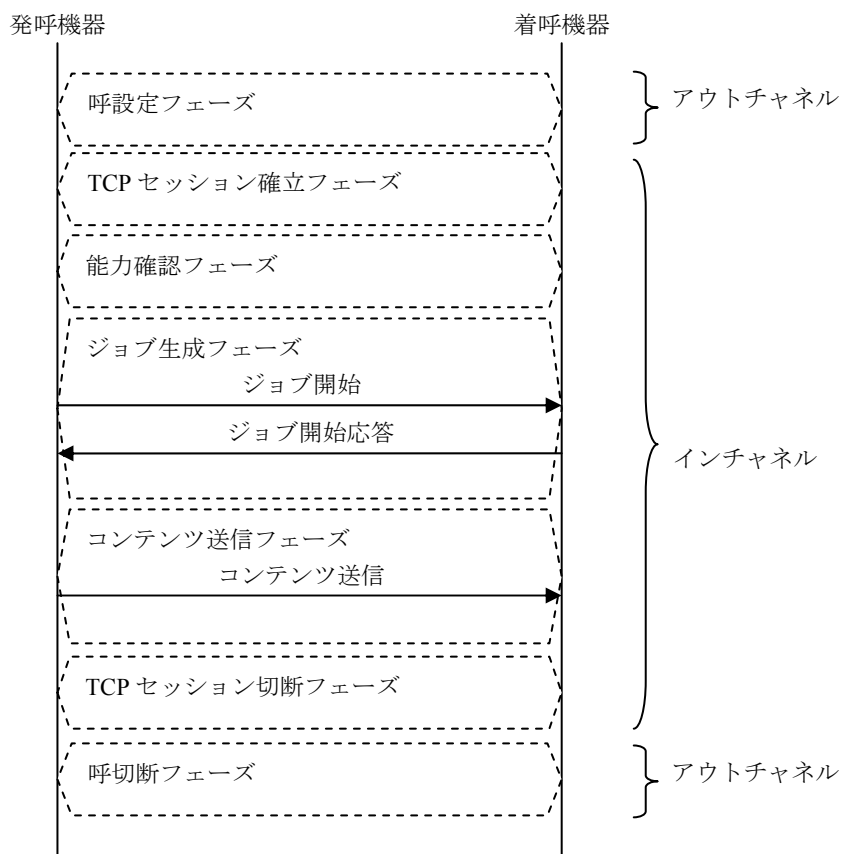 発呼機器
着呼機器
呼設定フェーズ
アウトチャネル
TCP セッション確立フェーズ
能力確認フェーズ
ジョブ生成フェーズ
ジョブ開始
ジョブ開始応答
インチャネル
コンテンツ送信フェーズ
コンテンツ送信
TCP セッション切断フェーズ
呼切断フェーズ
アウトチャネル